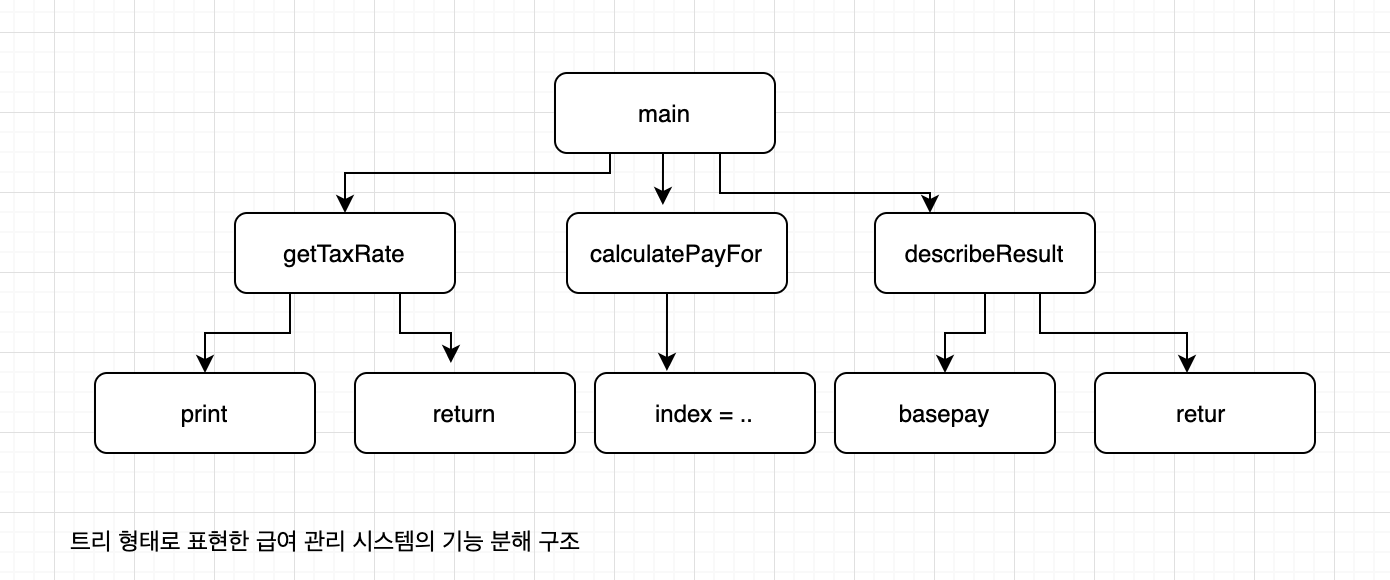 main
getTaxRate
calculatePayFor
describeResult
print
return
index = ..
basepay
retur
트리 형태로 표현한 급여 관리 시스템의 기능 분해 구조